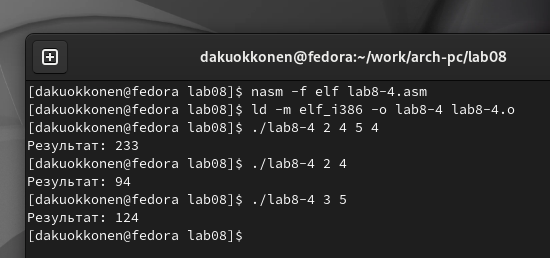 dakuokkonen@fedora:~/work/arch-pc/lab08
[dakuokkonen@fedora lab08]$ nasm -f elf lab8-4.asm
[dakuokkonen@fedora lab08]$ ld -m elf_i386 -o lab8-4 lab8-4.o
[dakuokkonen@fedora lab08]$ ./lab8-4 2 4 5 4
Результат: 233
[dakuokkonen@fedora lab08]$ ./lab8-4 2 4
Результат: 94
[dakuokkonen@fedora lab08]$ ./lab8-4 3 5
Результат: 124
[dakuokkonen@fedora lab08]$